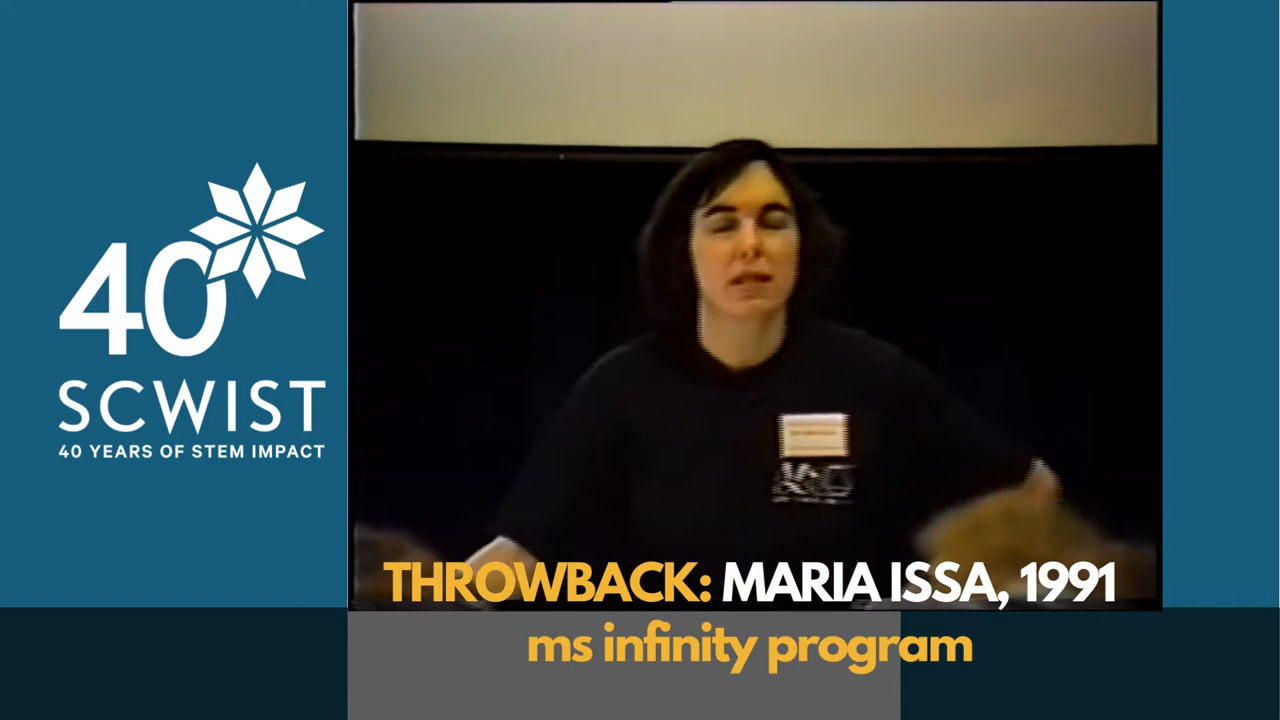 40
SCWIST
40 YEARS OF STEM IMPACT
THROWBACK: MARIA ISSA, 1991
ms infinity program